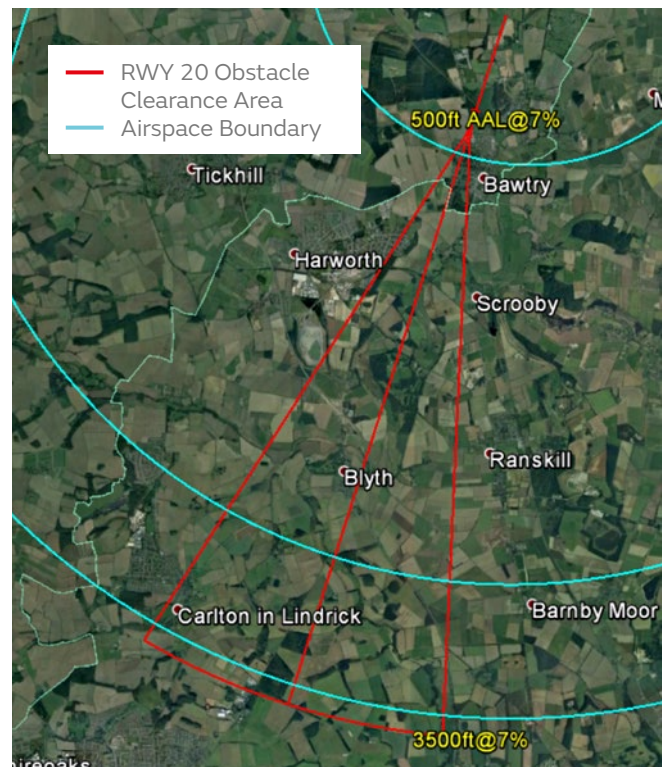 RWY 20 Obstacle
Clearance Area
Airspace Boundary
500ft AAL@7%
Tickhill
Bawtry
Harworth
Scrooby
Ranskill
Blyth
Carlton in Lindrick
Barnby Moor
3500ft@7%